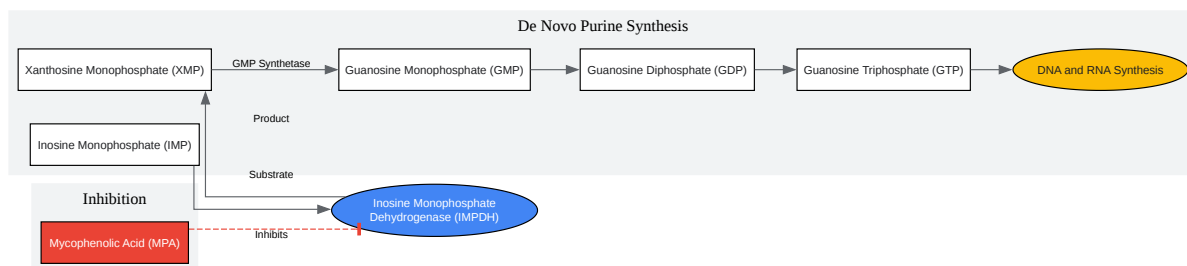 De Novo Purine Synthesis
Xanthosine Monophosphate (XMP)
GMP Synthetase
Guanosine Monophosphate (GMP)
Guanosine Diphosphate (GDP)
Guanosine Triphosphate (GTP)
DNA and RNA Synthesis
Product
Inosine Monophosphate (IMP)
Substrate
Inhibition
Inosine Monophosphate
Dehydrogenase (IMPDH)
Mycophenolic Acid (MPA)
Inhibits